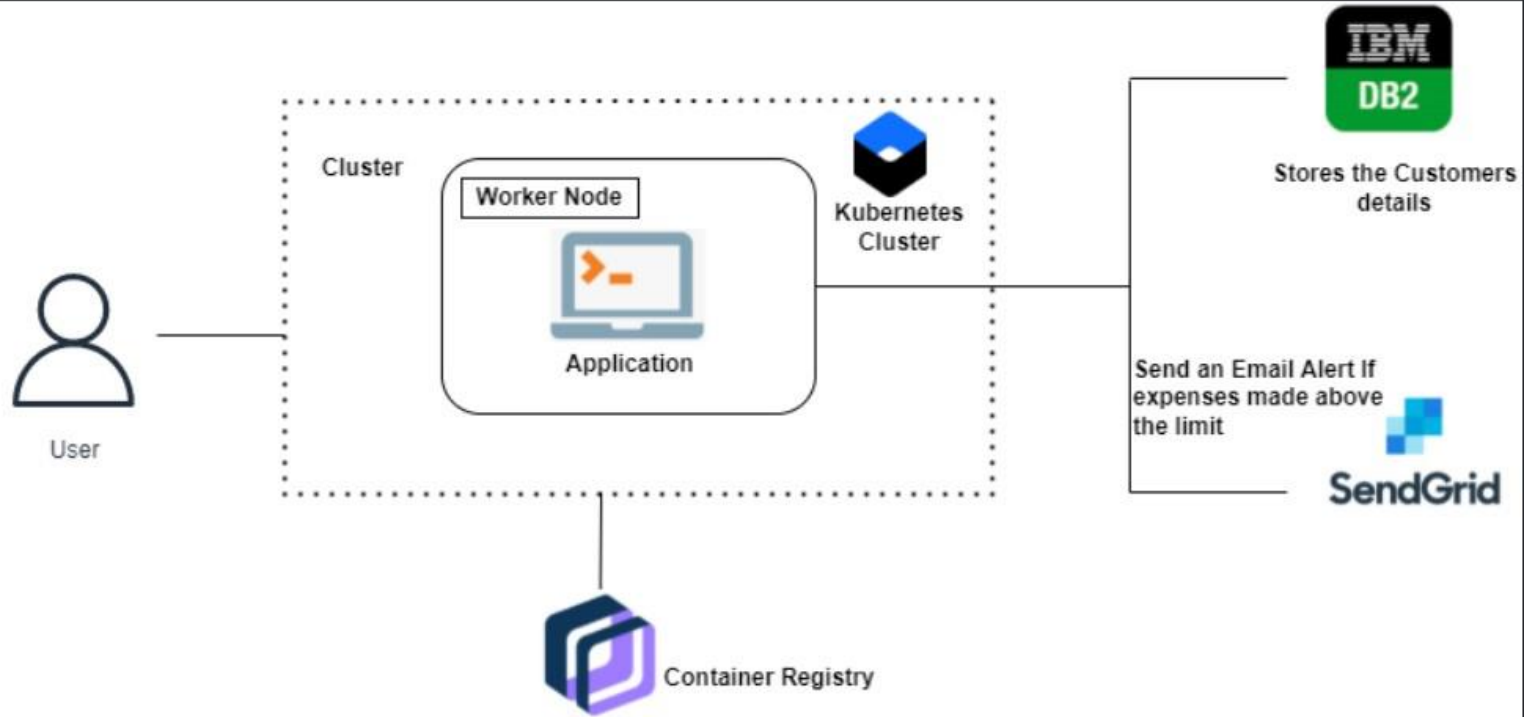 IBM
DB2
Stores the Customers
details
Cluster
Worker Node
Kubernetes
Cluster
Application
User
Send an Email Alert If
expenses made above
the limit
SendGrid
Container Registry